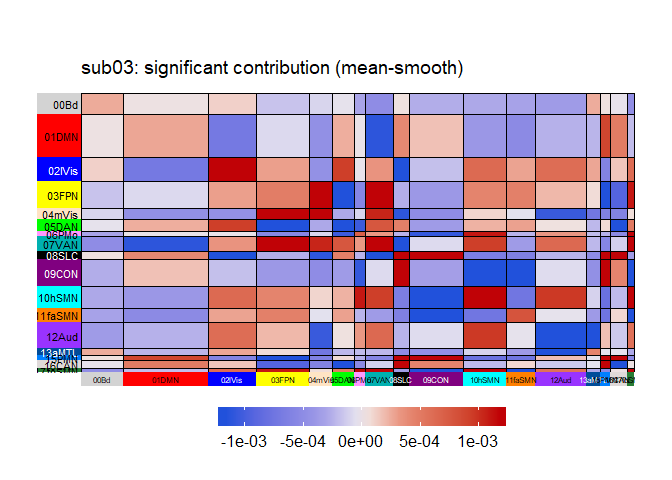 sub03: significant contribution (mean-smooth)
00Bd
01DMN
02lVis
03FPN
04mVis
05DAN
07VAN
08SLC
09CON
10hSMN
11faSMN
12Aud
13aMTL
16CAN
00Bd 01DMN 02lVis 03FPN 04mVis 05DAN 07VAN 08SLC 09CON 10hSMN 11faSMN 12Aud
-1e-03 -5e-04 0e+00 5e-04 1e-03